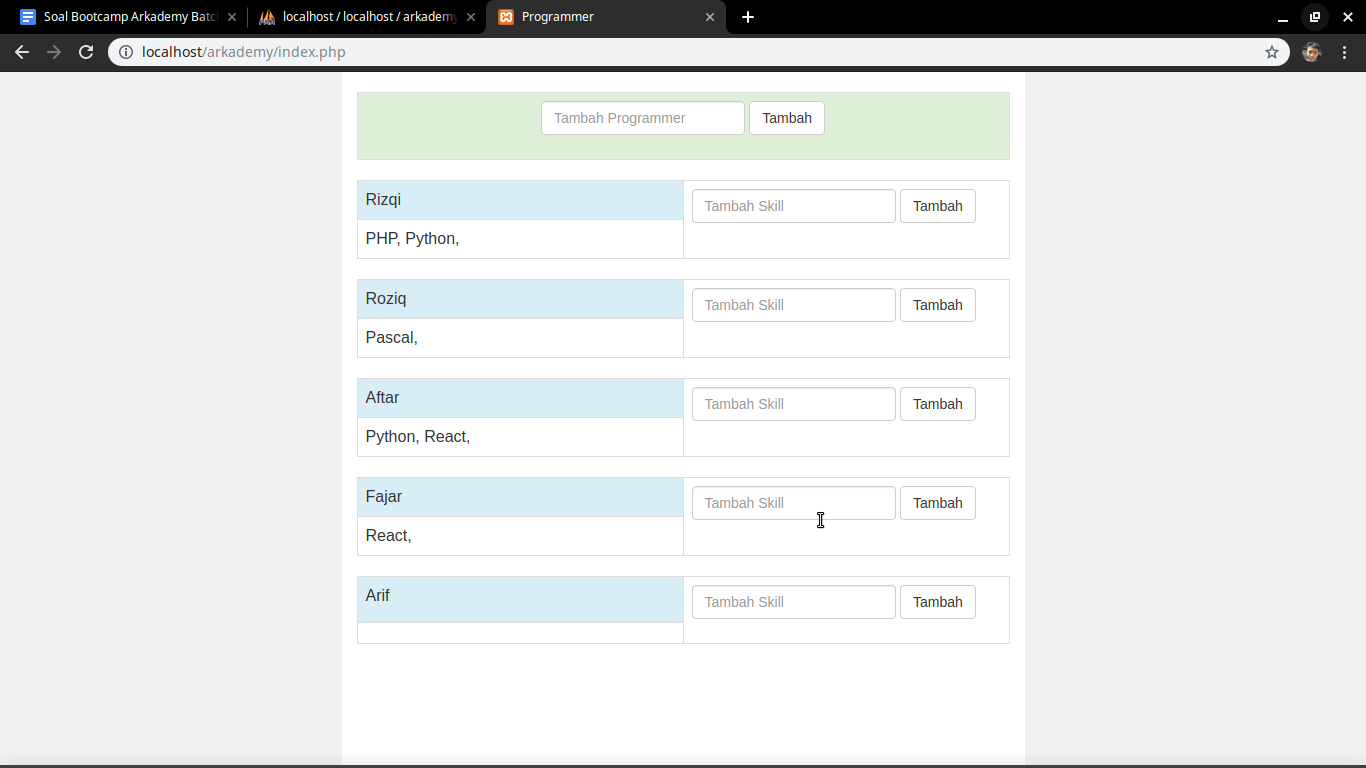 Soal Bootcamp Arkademy Batc
localhost / localhost / arkademy
Programmer
localhost/arkademy/index.php
Tambah Programmer Tambah
Rizqi
Tambah Skill Tambah
PHP, Python,
Roziq
Tambah Skill Tambah
Pascal,
Aftar
Tambah Skill Tambah
Python, React,
Fajar
Tambah Skill Tambah
React,
Arif
Tambah Skill Tambah